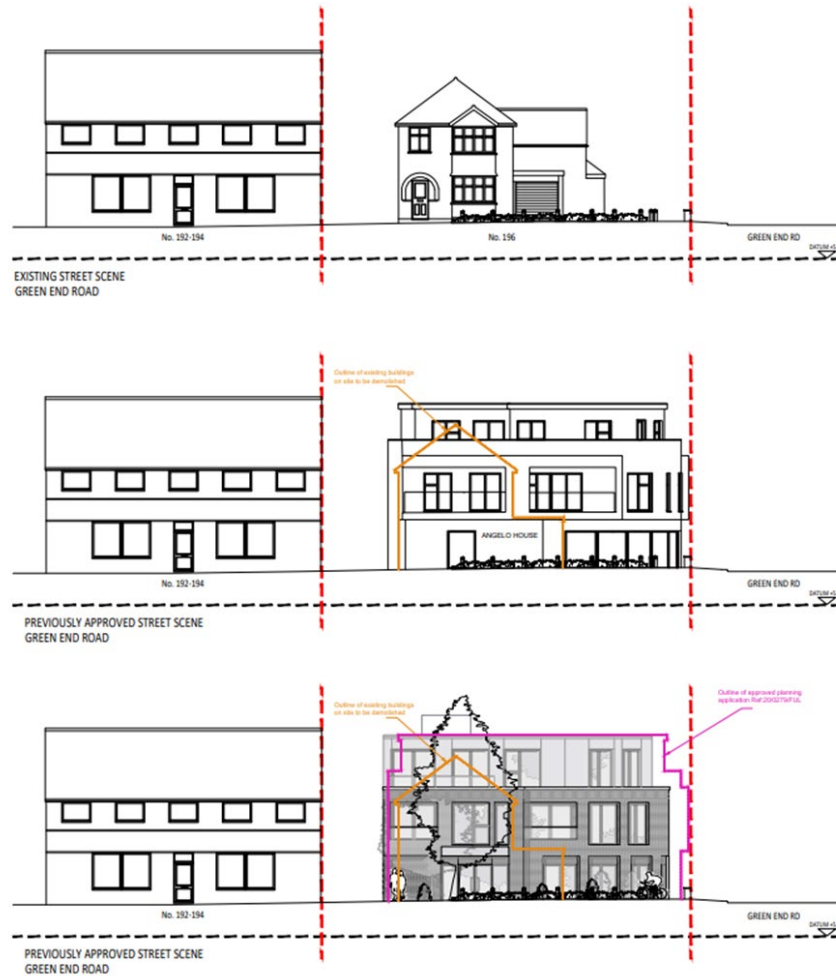 No. 192-194
No. 196
GREEN END RD
EXISTING STREET SCENE
GREEN END ROAD
Outline of existing buildings
on site to be demolished
ANGELO HOUSE
No. 192-194
GREEN END RD
PREVIOUSLY APPROVED STREET SCENE
GREEN END ROAD
Outline of existing buildings
on site to be demolished
Outline of approved planning
application Ref
No. 192-194
GREEN END RD
PREVIOUSLY APPROVED STREET SCENE
GREEN END ROAD